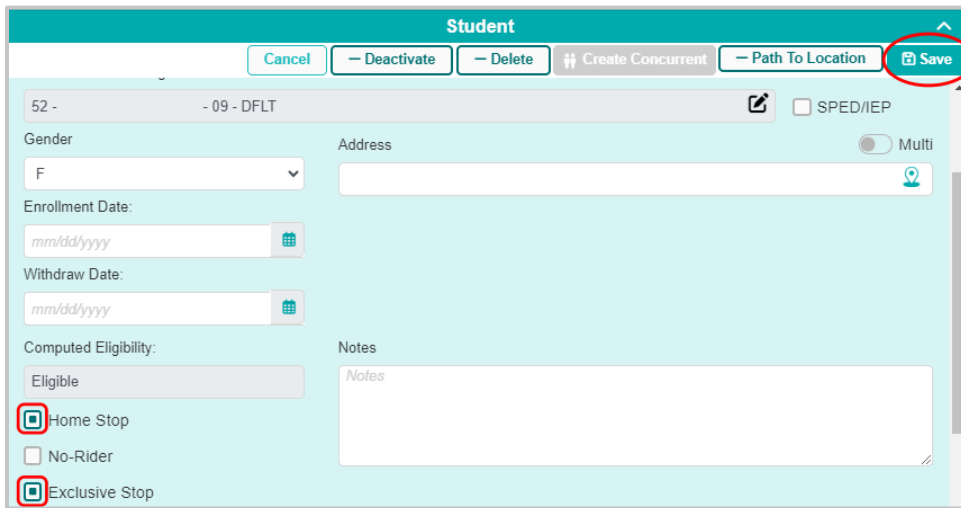 Student
Cancel — Deactivate — Delete Create Concurrent — Path To Location Save
52 - - 09 - DFLT SPED/IEP
Gender Address Multi
F
Enrollment Date:
mm/dd/yyyy
Withdraw Date:
mm/dd/yyyy
Computed Eligibility: Notes
Eligible Notes
Home Stop
No-Rider
Exclusive Stop